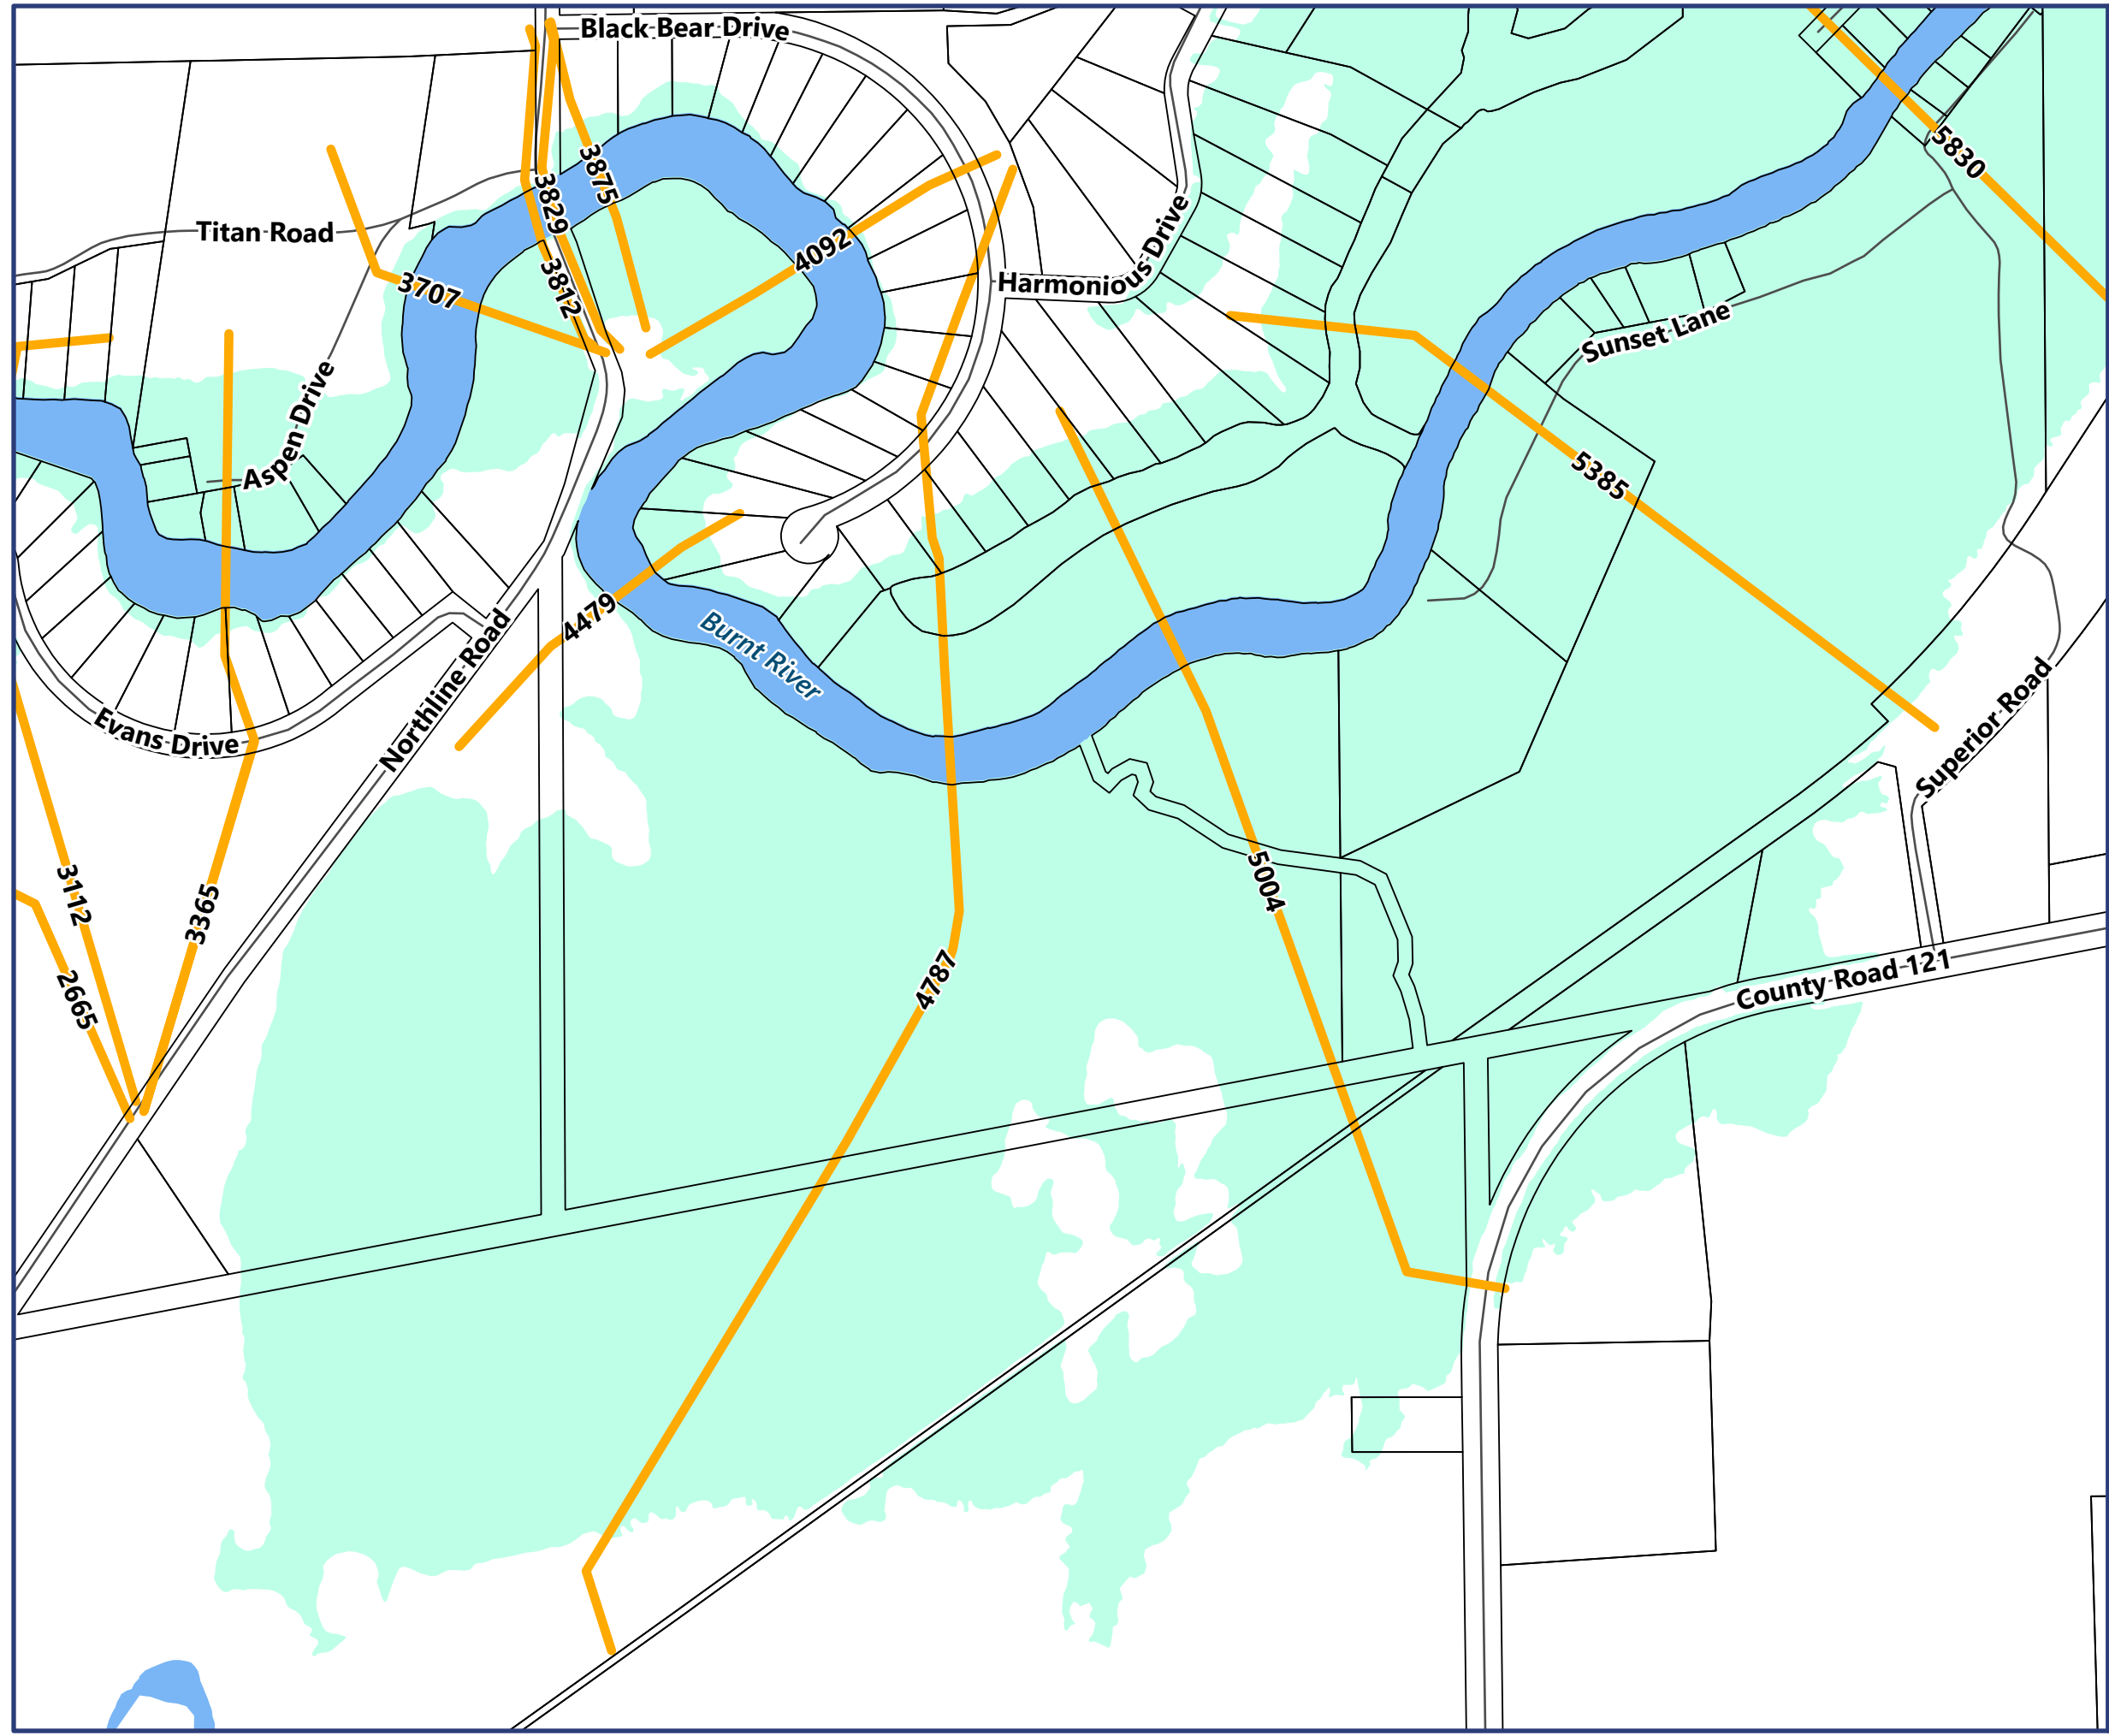 Black Bear Drive
5830
3875
3829
Titan Road
4092
Harmonious Drive
3812
3707
Sunset Lane
Aspen Drive
5385
4479
Burnt River
Northline Road
Evans Drive
Superior Road
3112
3365
5004
2665
4787
County Road 121